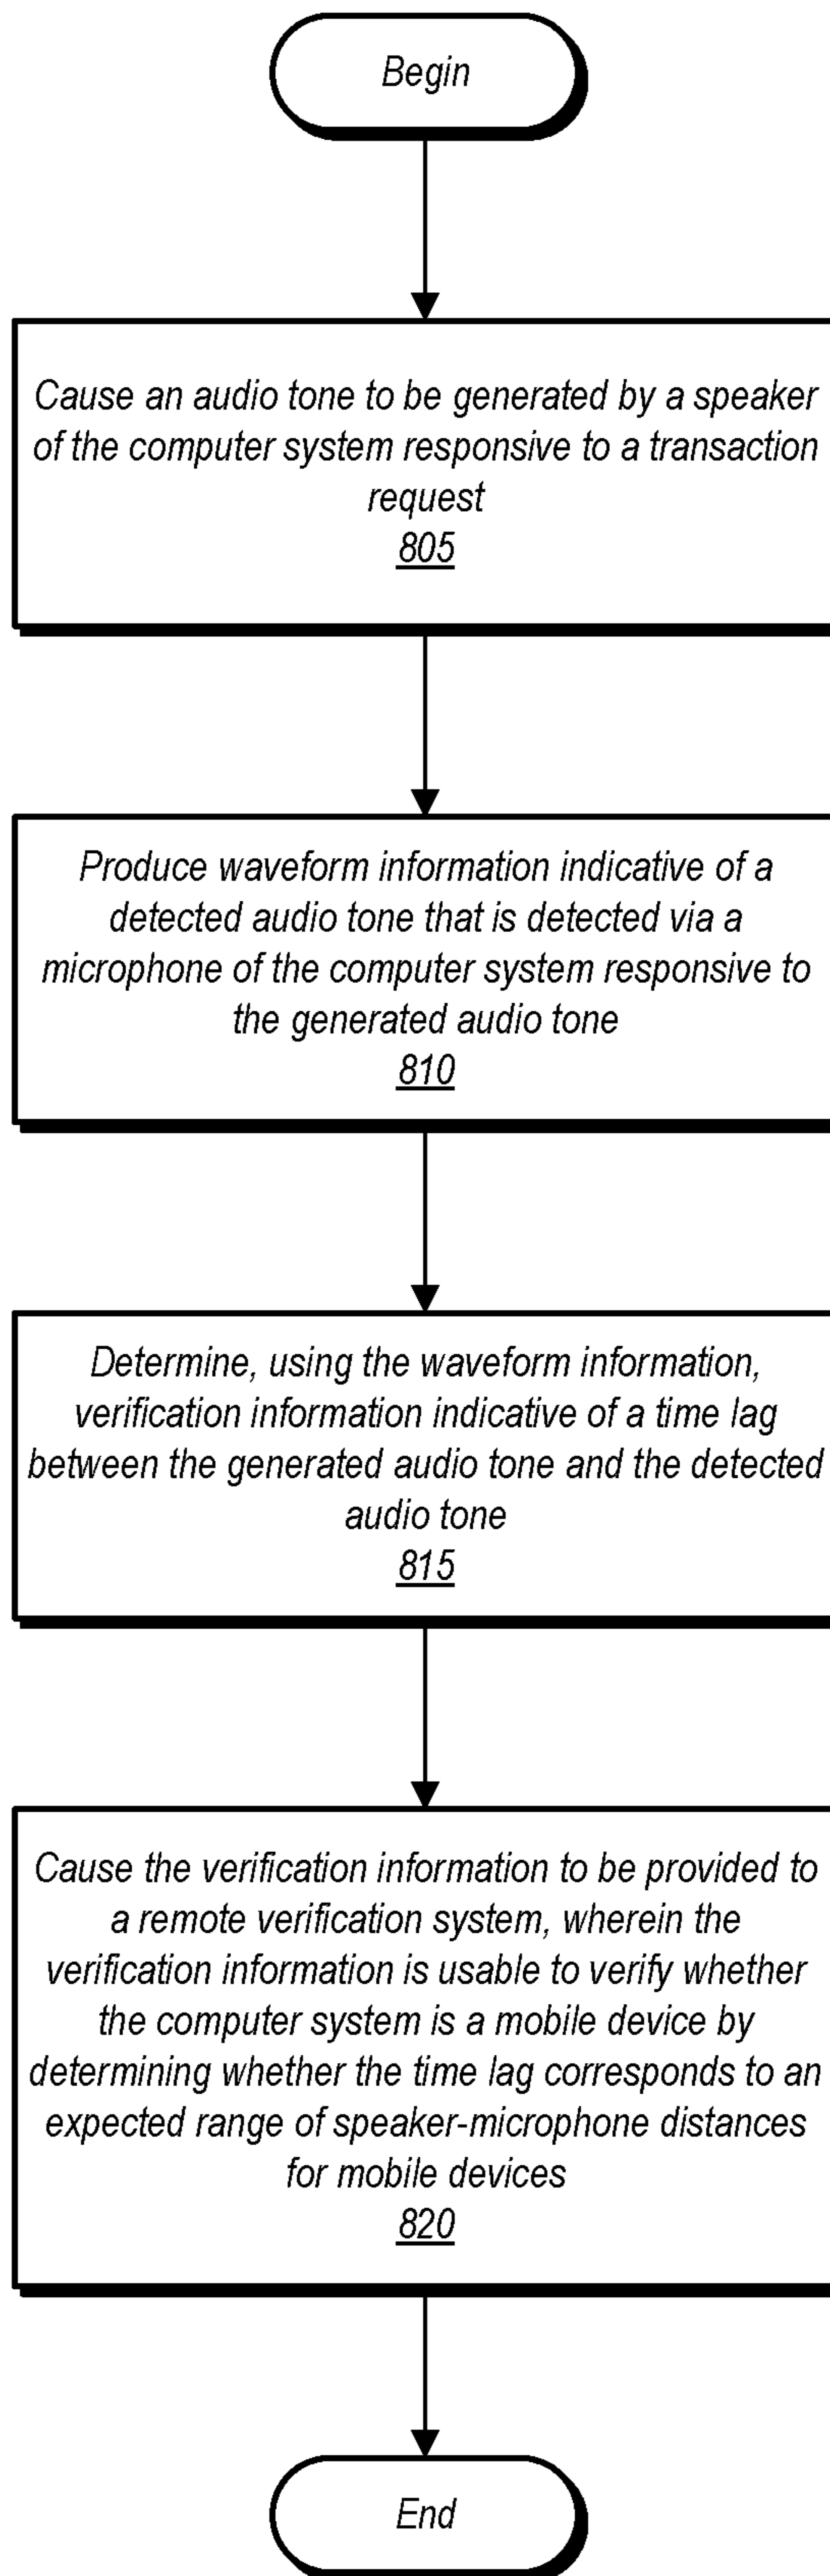 Begin
Cause an audio tone to be generated by a speaker
of the computer system responsive to a transaction
request
805
Produce waveform information indicative of a
detected audio tone that is detected via a
microphone of the computer system responsive to
the generated audio tone
810
Determine, using the waveform information,
verification information indicative of a time lag
between the generated audio tone and the detected
audio tone
815
Cause the verification information to be provided to
a remote verification system, wherein the
verification information is usable to verify whether
the computer system is a mobile device by
determining whether the time lag corresponds to an
expected range of speaker-microphone distances
for mobile devices
820
End